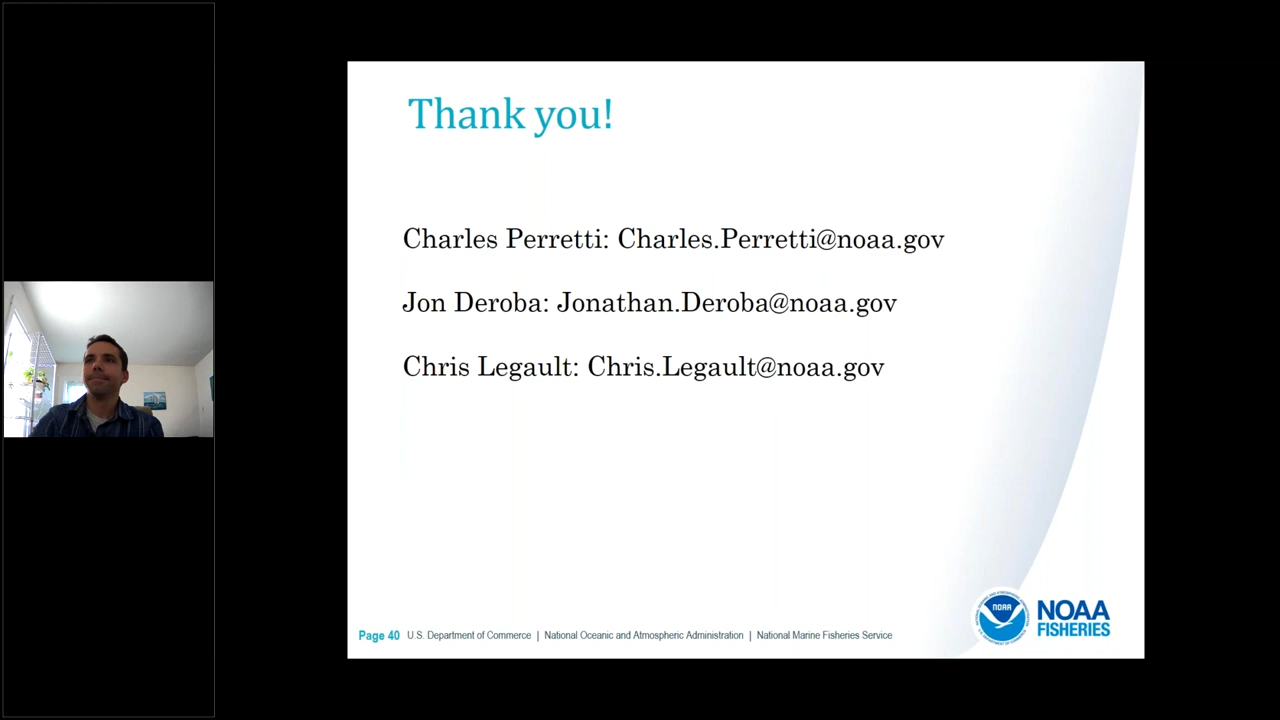 Thank you!
Charles Perretti: Charles.Perretti@noaa.gov
Jon Deroba: Jonathan.Deroba@noaa.gov
Chris Legault: Chris.Legault@noaa.gov
Page 40 U.S. Department of Commerce | National Oceanic and Atmospheric Administration | National Marine Fisheries Service
NOAA
NOAA
FISHERIES